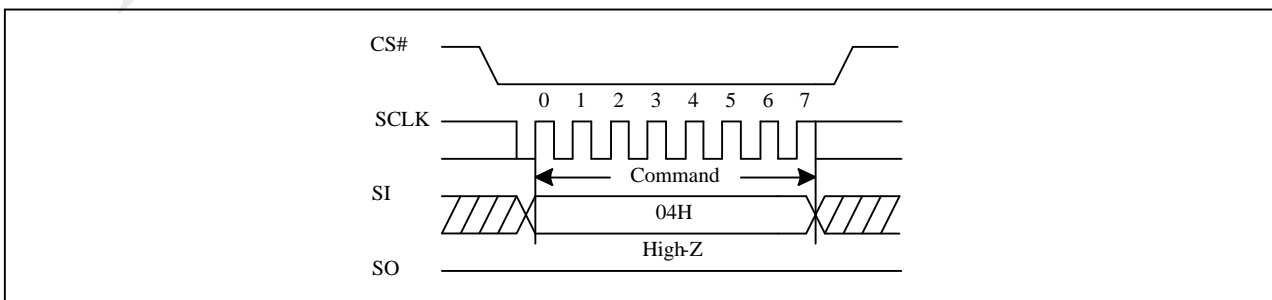 CS#
0 1 2 3 4 5 6 7
SCLK
Command
SI
04H
High-Z
SO